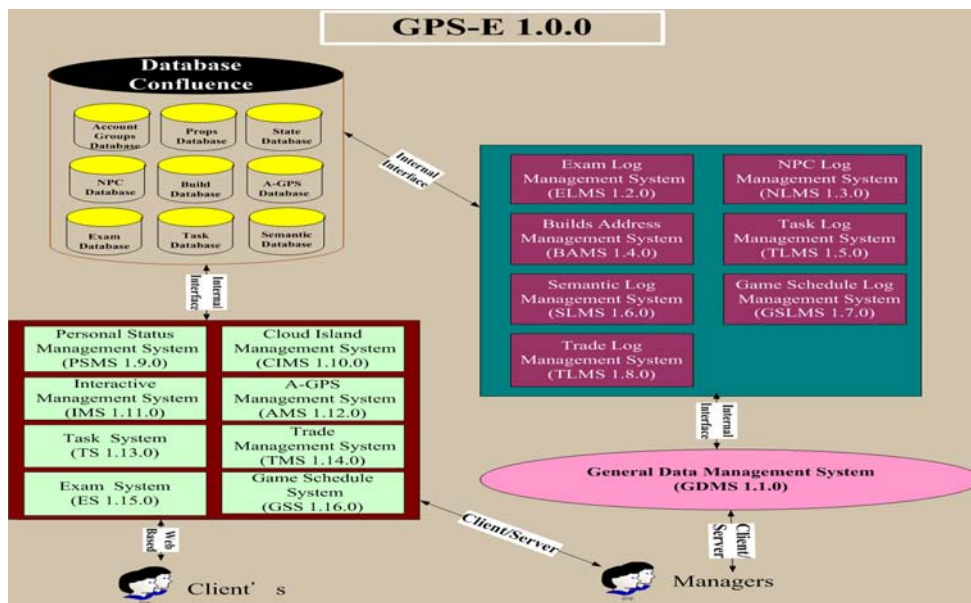 GPS-E 1.0.0
Database
Confluence
Account
Groups
Database
Props
Database
State
Database
NPC
Database
Build
Database
A-GPS
Database
Exam
Database
Task
Database
Semantic
Database
Internal
Interface
Internal
Interface
Exam Log
Management System
(ELMS 1.2.0)
NPC Log
Management System
(NLMS 1.3.0)
Builds Address
Management System
(BAMS 1.4.0)
Task Log
Management System
(TLMS 1.5.0)
Semantic Log
Management System
(SLMS 1.6.0)
Game Schedule Log
Management System
(GSLMS 1.7.0)
Trade Log
Management System
(TLMS 1.8.0)
Personal Status
Management System
(PSMS 1.9.0)
Cloud Island
Management System
(CIMS 1.10.0)
Interactive
Management System
(IMS 1.11.0)
A-GPS
Management System
(AMS 1.12.0)
Task System
(TS 1.13.0)
Trade
Management System
(TMS 1.14.0)
Exam System
(ES 1.15.0)
Game Schedule
System
(GSS 1.16.0)
Internal
Interface
General Data Management System
(GDMS 1.1.0)
Web
Based
Client/Server
Client/
Server
Client's
Managers